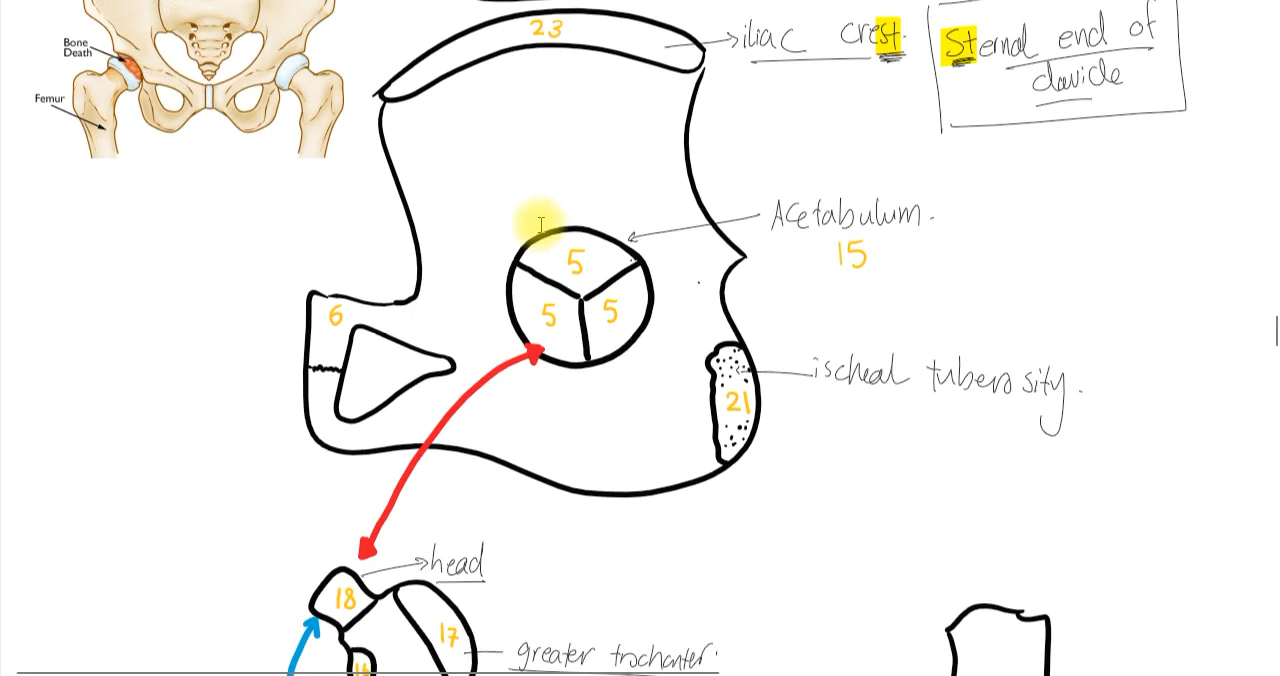 Bone
Death
Femur
23
iliac crest.
Sternal end of
clavicle
Acetabulum.
15
5
5
5
6
ischeal tuberosity.
21
head
18
17
greater trochanter.